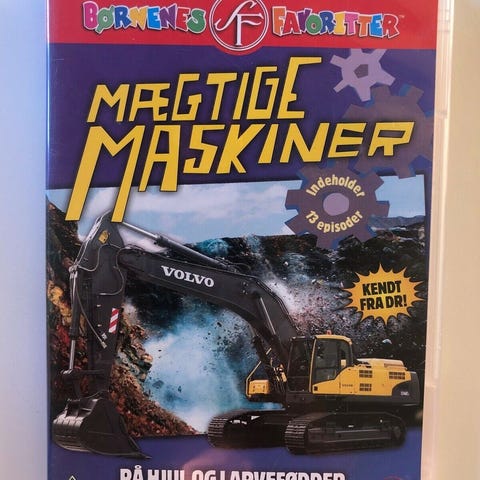 BØRNENES SF FAVORITTER
MÆGTIGE
MASKINER
Indeholder
13 episoder
VOLVO
KENDT
FRA DR!
PÅ HJUL OG LARVEFØDDER